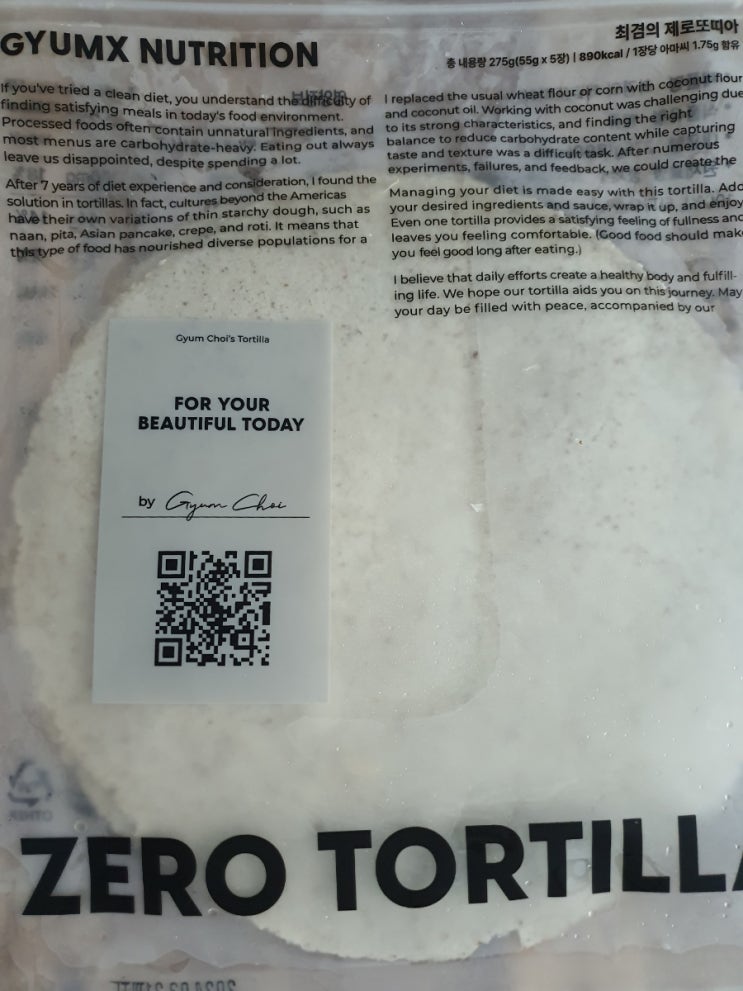 GYUMX NUTRITION
최겸의 제로또띠아
총 내용량 275g(55g x 5장) | 890kcal / 1장당 아마씨 1.75g 함유
If you've tried a clean diet, you understand the difficulty of
finding satisfying meals in today's food environment.
Processed foods often contain unnatural ingredients, and
most menus are carbohydrate-heavy. Eating out always
leave us disappointed, despite spending a lot.
After 7 years of diet experience and consideration, I found the
solution in tortillas. In fact, cultures beyond the Americas
have their own variations of thin starchy dough, such as
naan, pita, Asian pancake, crepe, and roti. It means that
this type of food has nourished diverse populations for a
I replaced the usual wheat flour or corn with coconut flour
and coconut oil. Working with coconut was challenging due
to its strong characteristics, and finding the right
balance to reduce carbohydrate content while capturing
taste and texture was a difficult task. After numerous
experiments, failures, and feedback, we could create the
Managing your diet is made easy with this tortilla. Add
your desired ingredients and sauce, wrap it up, and enjoy
Even one tortilla provides a satisfying feeling of fullness and
leaves you feeling comfortable. (Good food should make
you feel good long after eating.)
I believe that daily efforts create a healthy body and fulfill-
ing life. We hope our tortilla aids you on this journey. May
your day be filled with peace, accompanied by our
Gyum Choi's Tortilla
FOR YOUR
BEAUTIFUL TODAY
by Gyum Choi
OTHER
ZERO TORTILLA